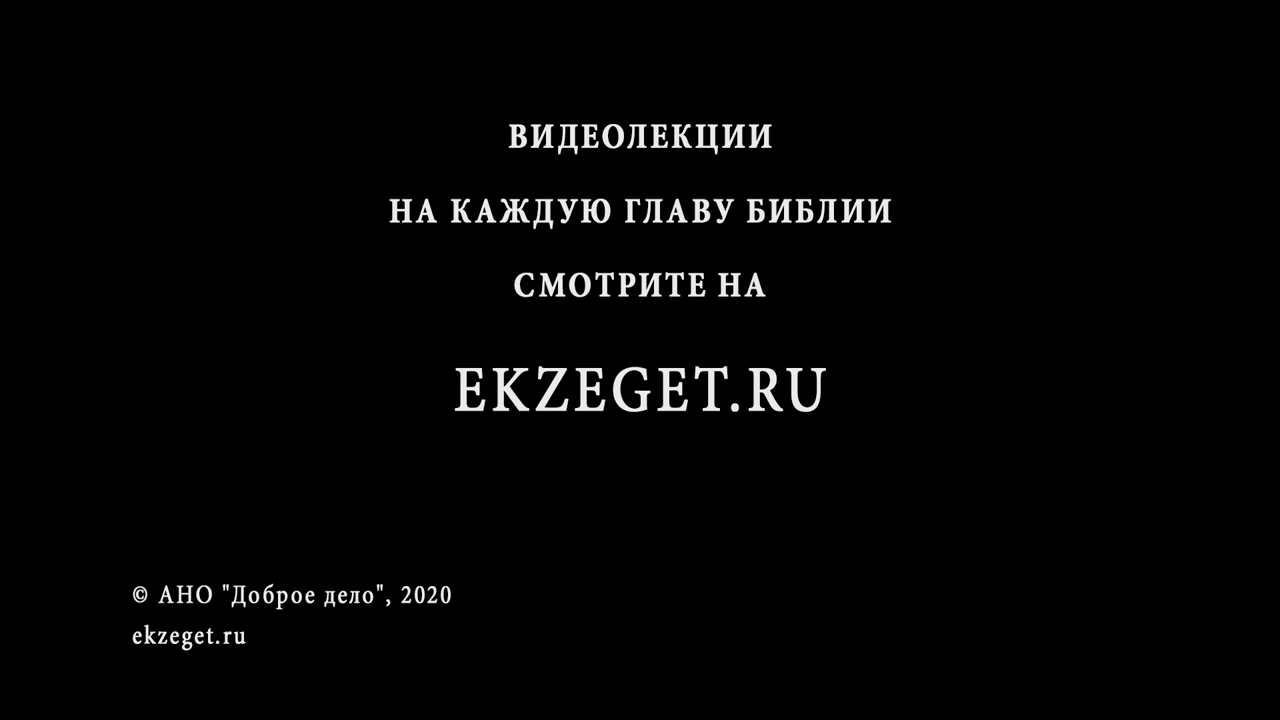 ВИДЕОЛЕКЦИИ
НА КАЖДУЮ ГЛАВУ БИБЛИИ
СМОТРИТЕ НА
EKZEGET.RU
© АНО "Доброе дело", 2020
ekzeget.ru